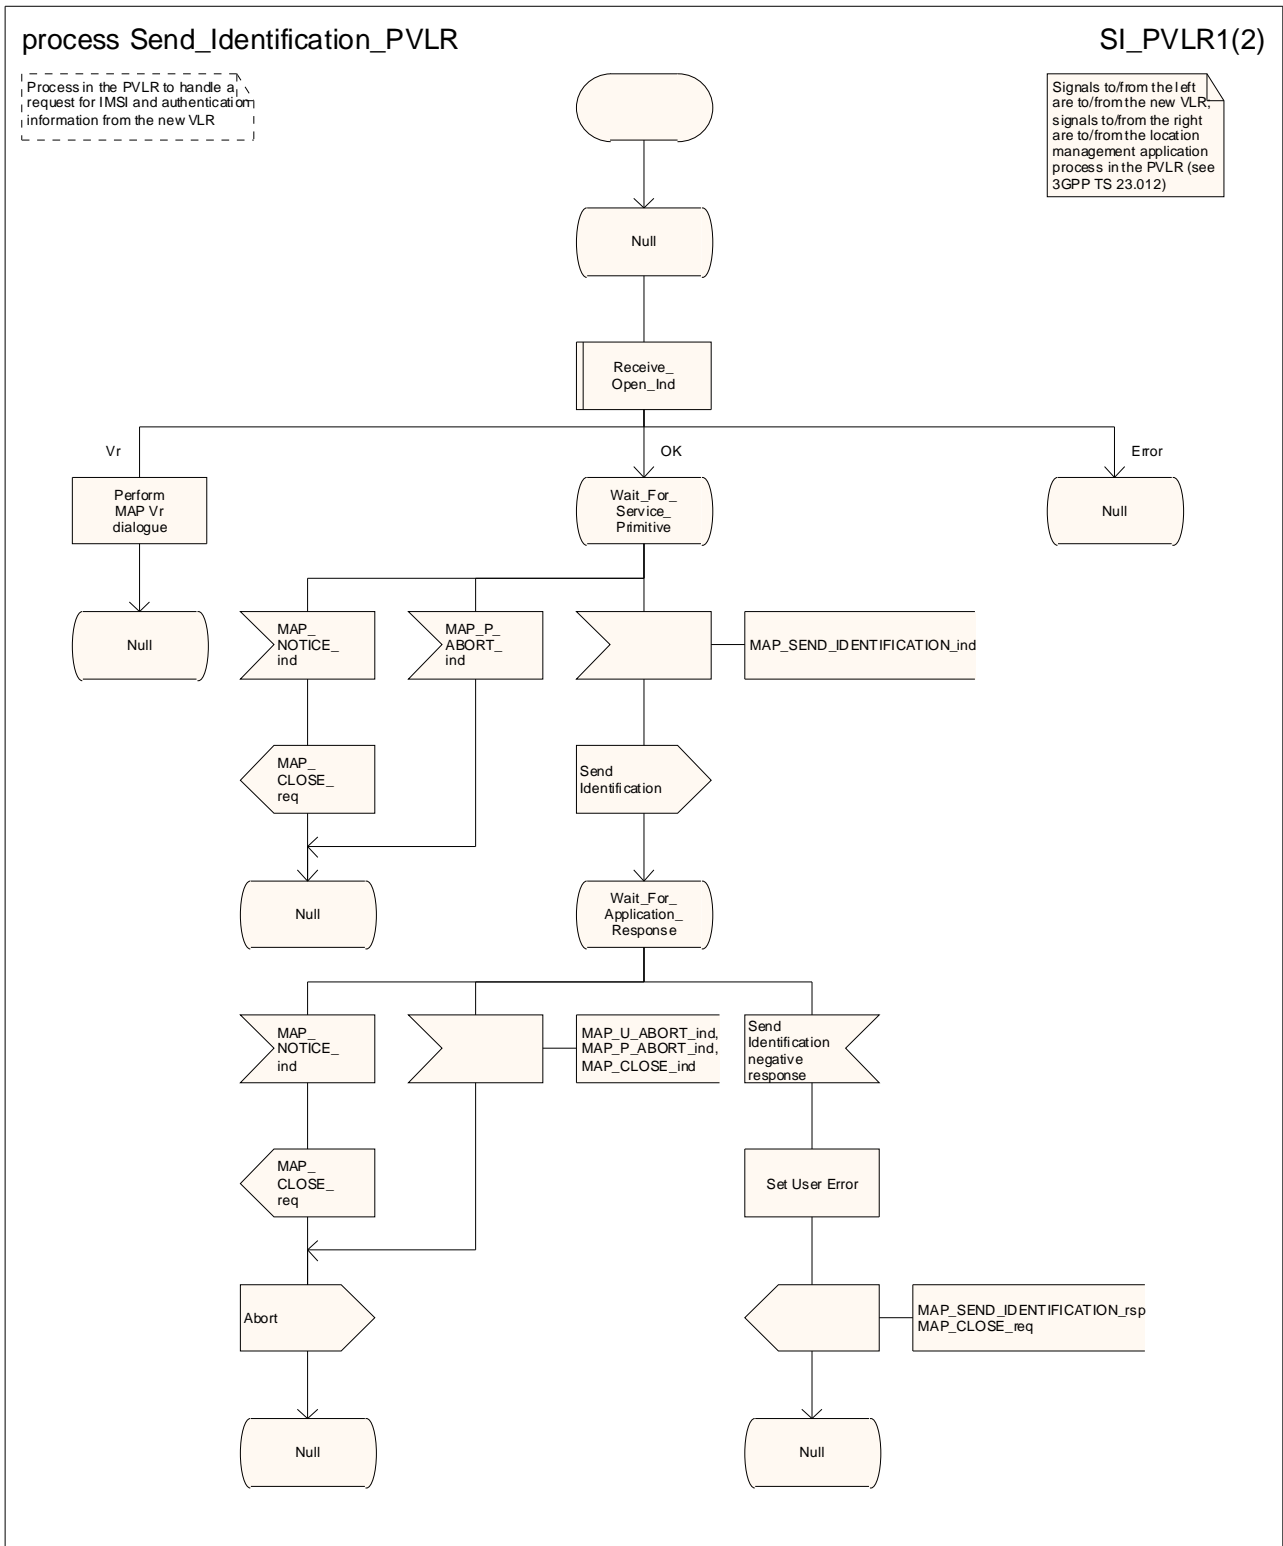 process Send_Identification_PVLR
SI_PVLR1(2)
Process in the PVLR to handle a
request for IMSI and authentication
information from the new VLR
Signals to/from the left
are to/from the new VLR;
signals to/from the right
are to/from the location
management application
process in the PVLR (see
3GPP TS 23.012)
Null
Receive_
Open_Ind
Vr
OK
Error
Perform
MAP Vr
dialogue
Wait_For_
Service_
Primitive
Null
Null
MAP_
NOTICE_
ind
MAP_P_
ABORT_
ind
MAP_SEND_IDENTIFICATION_ind
MAP_
CLOSE_
req
Send
Identification
Null
Wait_For_
Application_
Response
MAP_
NOTICE_
ind
MAP_U_ABORT_ind,
MAP_P_ABORT_ind,
MAP_CLOSE_ind
Send
Identification
negative
response
MAP_
CLOSE_
req
Set User Error
Abort
MAP_SEND_IDENTIFICATION_rsp
MAP_CLOSE_req
Null
Null